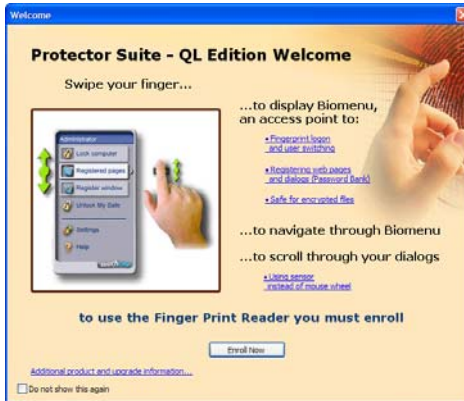 Welcome
Protector Suite - QL Edition Welcome
Swipe your finger...
...to display Biomenu,
an access point to:
• Fingerprint logon
and user switching
• Registering web pages
and dialogs (Password Bank)
• Safe for encrypted files
Administrator
Lock computer
Registered pages
Register window
Unlock My Safe
Settings
Help
...to navigate through Biomenu
...to scroll through your dialogs
• Using sensor
instead of mouse wheel
to use the Finger Print Reader you must enroll
Enroll Now
Additional product and upgrade information...
Do not show this again